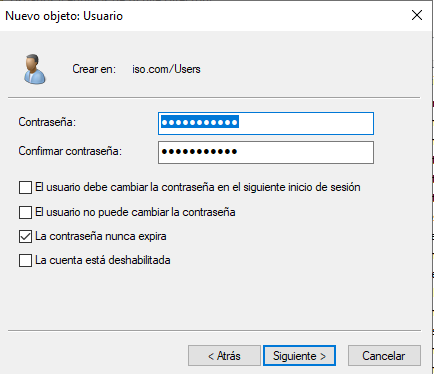 Nuevo objeto: Usuario
Crear en: iso.com/Users
Contraseña: ●●●●●●●●●●●
Confirmar contraseña: ●●●●●●●●●●●
El usuario debe cambiar la contraseña en el siguiente inicio de sesión
El usuario no puede cambiar la contraseña
La contraseña nunca expira
La cuenta está deshabilitada
< Atrás Siguiente > Cancelar